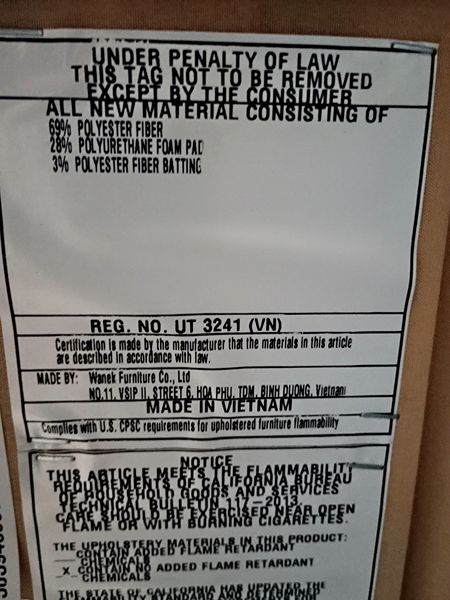 UNDER PENALTY OF LAW
THIS TAG NOT TO BE REMOVED
EXCEPT BY THE CONSUMER
ALL NEW MATERIAL CONSISTING OF
69% POLYESTER FIBER
28% POLYURETHANE FOAM PAD
3% POLYESTER FIBER BATTING
REG. NO. UT 3241 (VN)
Certification is made by the manufacturer that the materials in this article
are described in accordance with law.
MADE BY: Wanek Furniture Co., Ltd
NO.11, VSIP II, STREET 6, HOA PHU, TDM, BINH DUONG, Vietnam
MADE IN VIETNAM
Complies with U.S. CPSC requirements for upholstered furniture flammability
NOTICE
THIS ARTICLE MEETS THE FLAMMABILITY
REQUIREMENTS OF CALIFORNIA BUREAU
OF HOUSEHOLD GOODS AND SERVICES
TECHNICAL BULLETIN 117-2013.
CARE SHOULD BE EXERCISED NEAR OPEN
FLAME OR WITH BURNING CIGARETTES.
THE UPHOLSTERY MATERIALS IN THIS PRODUCT:
CONTAIN ADDED FLAME RETARDANT
CHEMICALS
X CONTAIN NO ADDED FLAME RETARDANT
CHEMICALS
THE STATE OF CALIFORNIA HAS UPDATED THE
FLAMMABILITY STANDARD AND DETERMINED